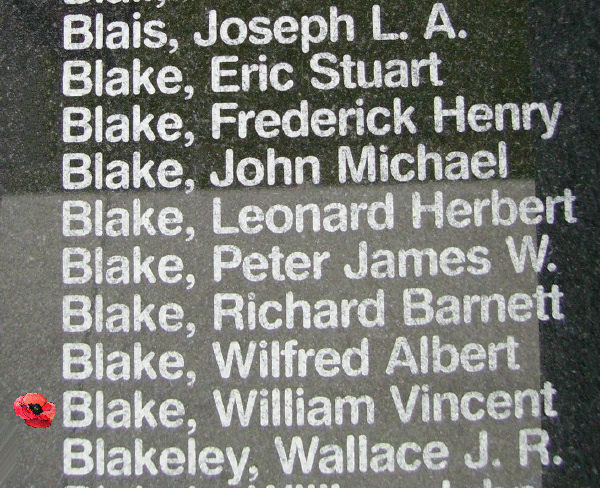 Blais, Joseph L. A.
Blake, Eric Stuart
Blake, Frederick Henry
Blake, John Michael
Blake, Leonard Herbert
Blake, Peter James W.
Blake, Richard Barnett
Blake, Wilfred Albert
Blake, William Vincent
Blakeley, Wallace J. R.